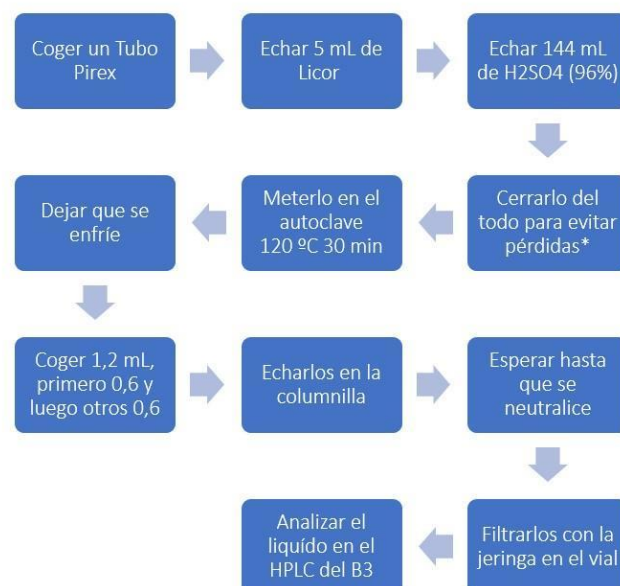 Coger un Tubo
Pirex
Echar 5 mL de
Licor
Echar 144 mL
de H2SO4 (96%)
Cerrarlo del
todo para evitar
pérdidas*
Meterlo en el
autoclave
120 ºC 30 min
Dejar que se
enfríe
Coger 1,2 mL,
primero 0,6 y
luego otros 0,6
Echarlos en la
columnilla
Esperar hasta
que se
neutralice
Filtrarlos con la
jeringa en el vial
Analizar el
liquído en el
HPLC del B3